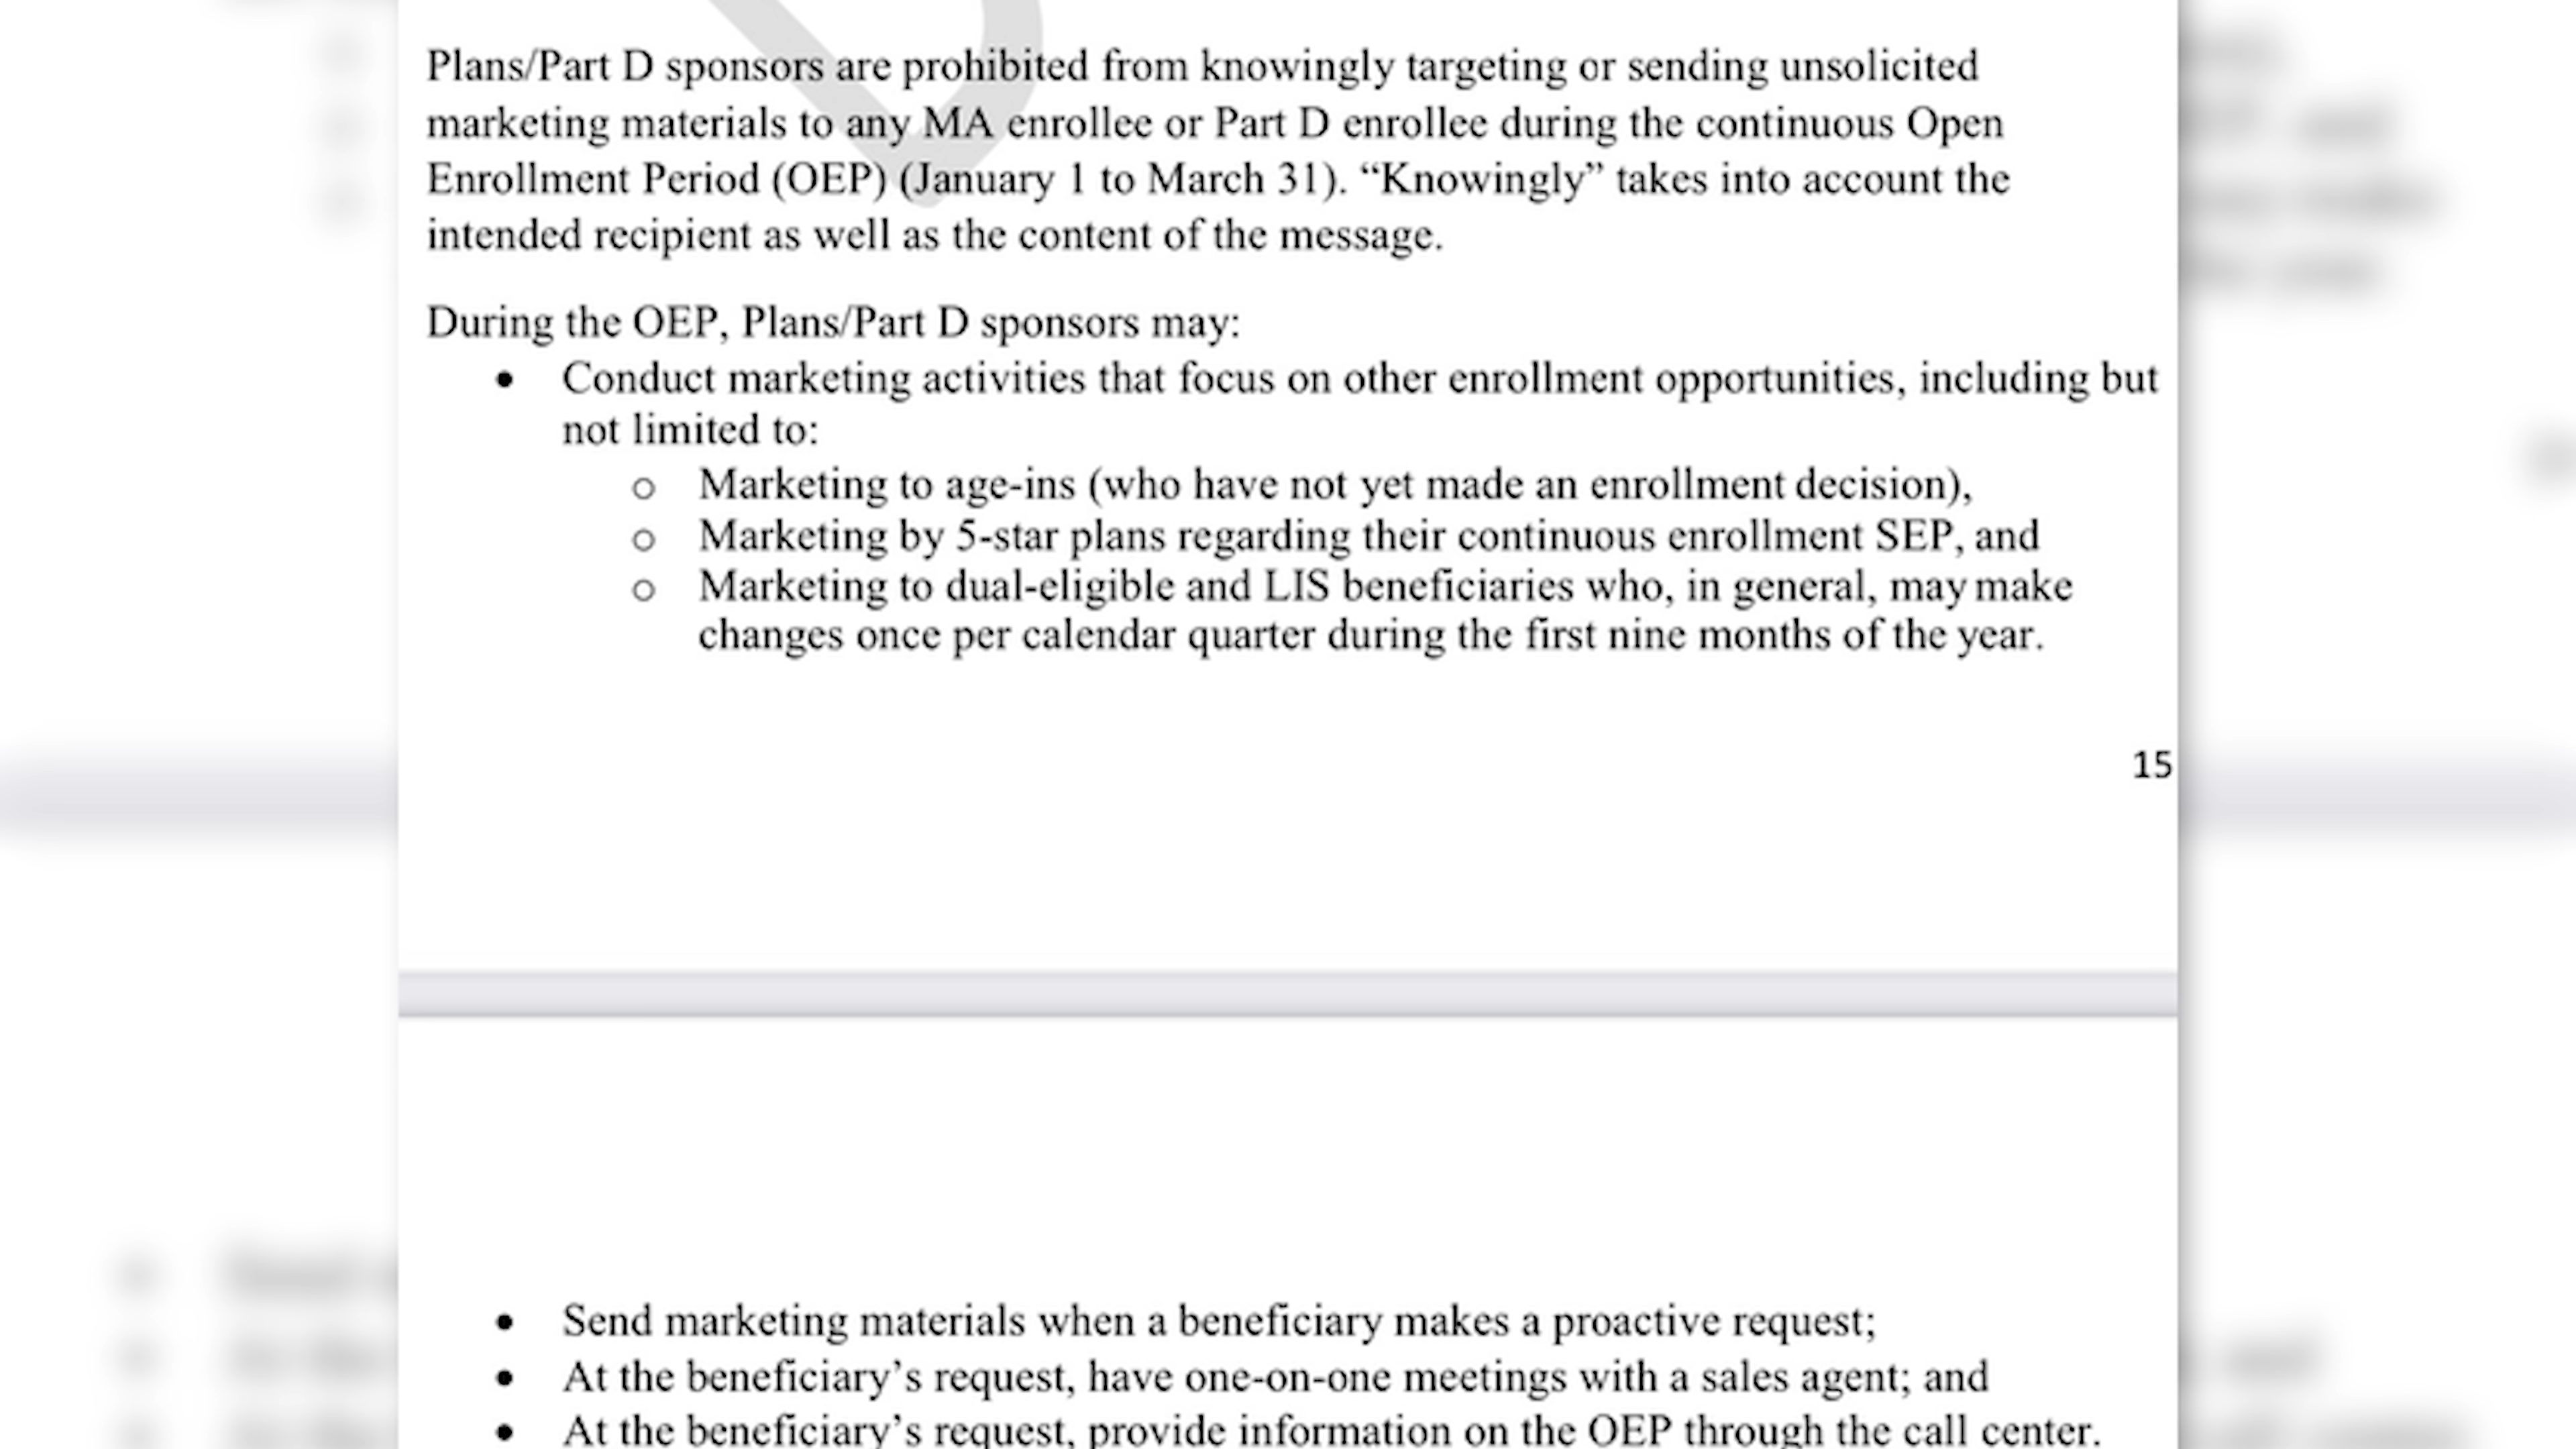 Plans/Part D sponsors are prohibited from knowingly targeting or sending unsolicited
marketing materials to any MA enrollee or Part D enrollee during the continuous Open
Enrollment Period (OEP) (January 1 to March 31). “Knowingly” takes into account the
intended recipient as well as the content of the message.
During the OEP, Plans/Part D sponsors may:
• Conduct marketing activities that focus on other enrollment opportunities, including but
not limited to:
o Marketing to age-ins (who have not yet made an enrollment decision),
o Marketing by 5-star plans regarding their continuous enrollment SEP, and
o Marketing to dual-eligible and LIS beneficiaries who, in general, may make
changes once per calendar quarter during the first nine months of the year.
15
• Send marketing materials when a beneficiary makes a proactive request;
• At the beneficiary’s request, have one-on-one meetings with a sales agent; and
• At the beneficiary’s request, provide information on the OEP through the call center.